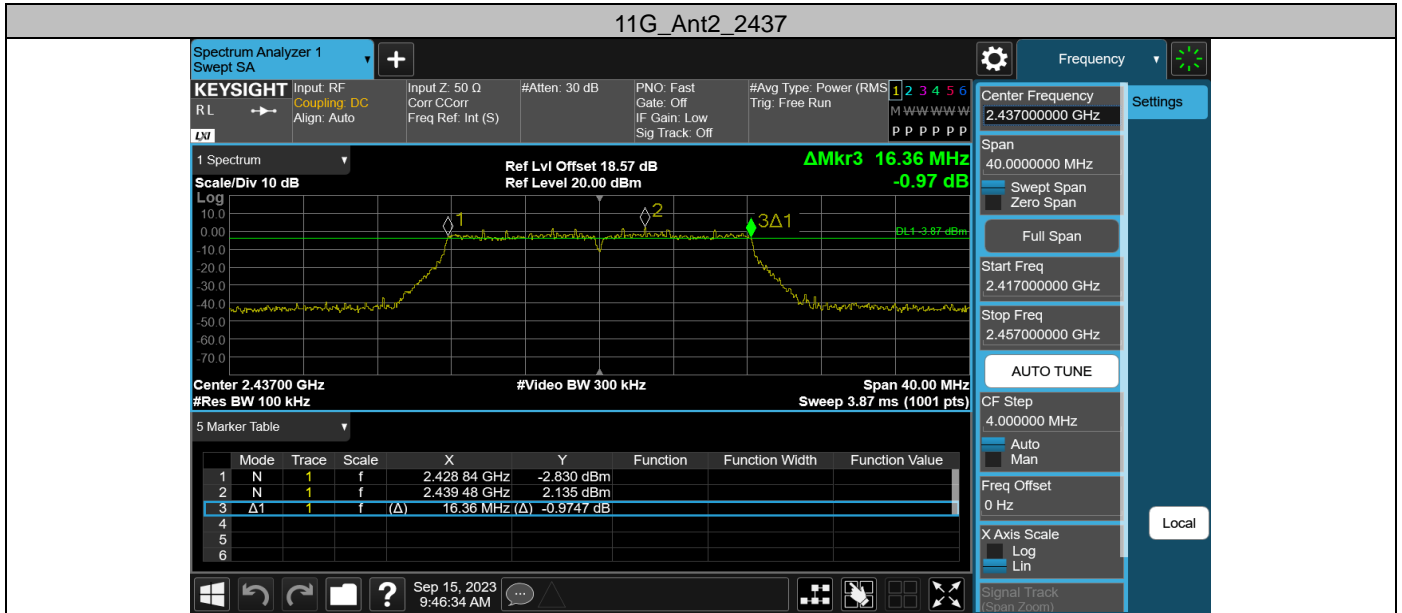 11G_Ant2_2437
Spectrum Analyzer 1
Swept SA
Frequency
KEYSIGHT
RL
LXI
Input: RF
Coupling: DC
Align: Auto
Input Z: 50 Ω
Corr CCorr
Freq Ref: Int (S)
#Atten: 30 dB
PNO: Fast
Gate: Off
IF Gain: Low
Sig Track: Off
#Avg Type: Power (RMS
Trig: Free Run
1 2 3 4 5 6
M W W W W W
P P P P P P
1 Spectrum
Scale/Div 10 dB
Ref Lvl Offset 18.57 dB
Ref Level 20.00 dBm
ΔMkr3 16.36 MHz
-0.97 dB
Log
10.0
0.00
-10.0
-20.0
-30.0
-40.0
-50.0
-60.0
-70.0
1
2
3Δ1
DL1 -3.87 dBm
Center 2.43700 GHz
#Video BW 300 kHz
Span 40.00 MHz
#Res BW 100 kHz
Sweep 3.87 ms (1001 pts)
5 Marker Table
Mode Trace Scale X Y Function Function Width Function Value
1 N 1 f 2.428 84 GHz -2.830 dBm
2 N 1 f 2.439 48 GHz 2.135 dBm
3 Δ1 1 f (Δ) 16.36 MHz (Δ) -0.9747 dB
4
5
6
Sep 15, 2023
9:46:34 AM
Center Frequency
2.437000000 GHz
Settings
Span
40.0000000 MHz
Swept Span
Zero Span
Full Span
Start Freq
2.417000000 GHz
Stop Freq
2.457000000 GHz
AUTO TUNE
CF Step
4.000000 MHz
Auto
Man
Freq Offset
0 Hz
Local
X Axis Scale
Log
Lin
Signal Track
(Span Zoom)